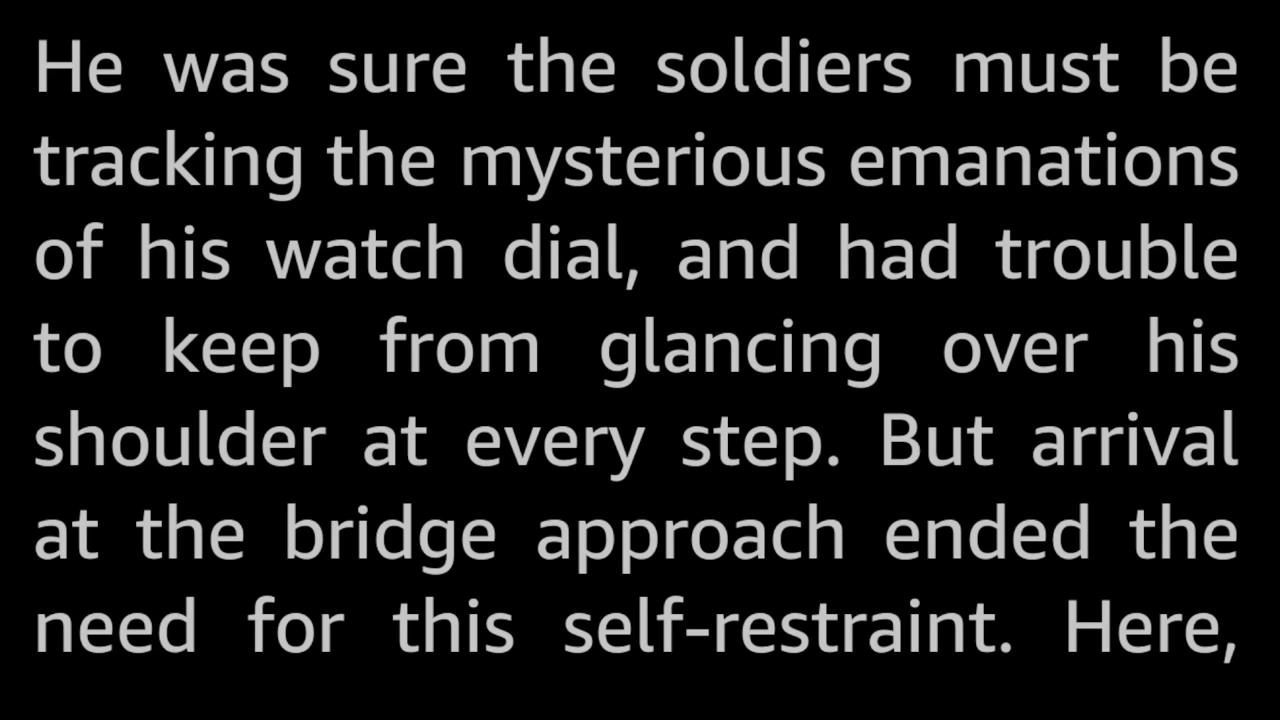 He was sure the soldiers must be
tracking the mysterious emanations
of his watch dial, and had trouble
to keep from glancing over his
shoulder at every step. But arrival
at the bridge approach ended the
need for this self-restraint. Here,